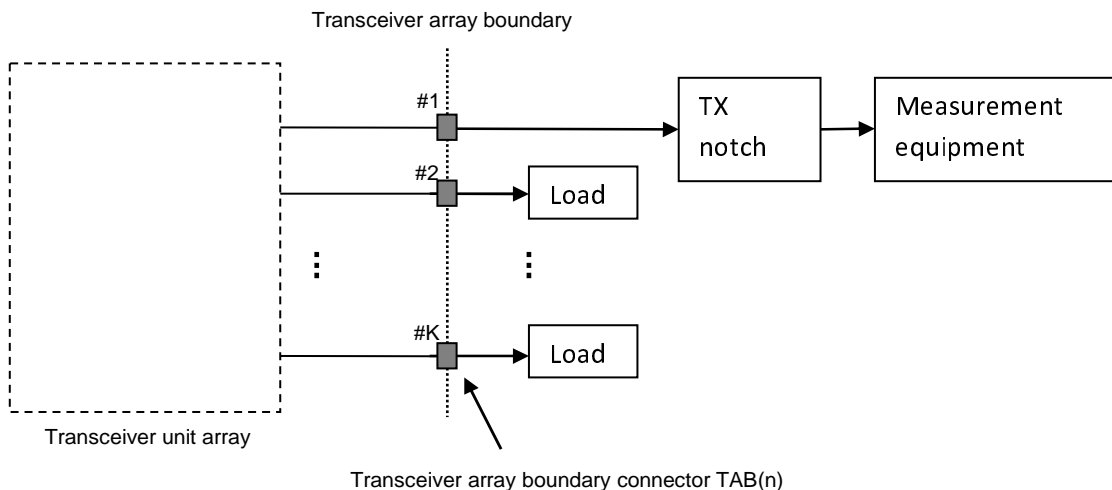 Transceiver array boundary
#1
TX
notch
Measurement
equipment
#2
Load
#K
Load
Transceiver unit array
Transceiver array boundary connector TAB(n)